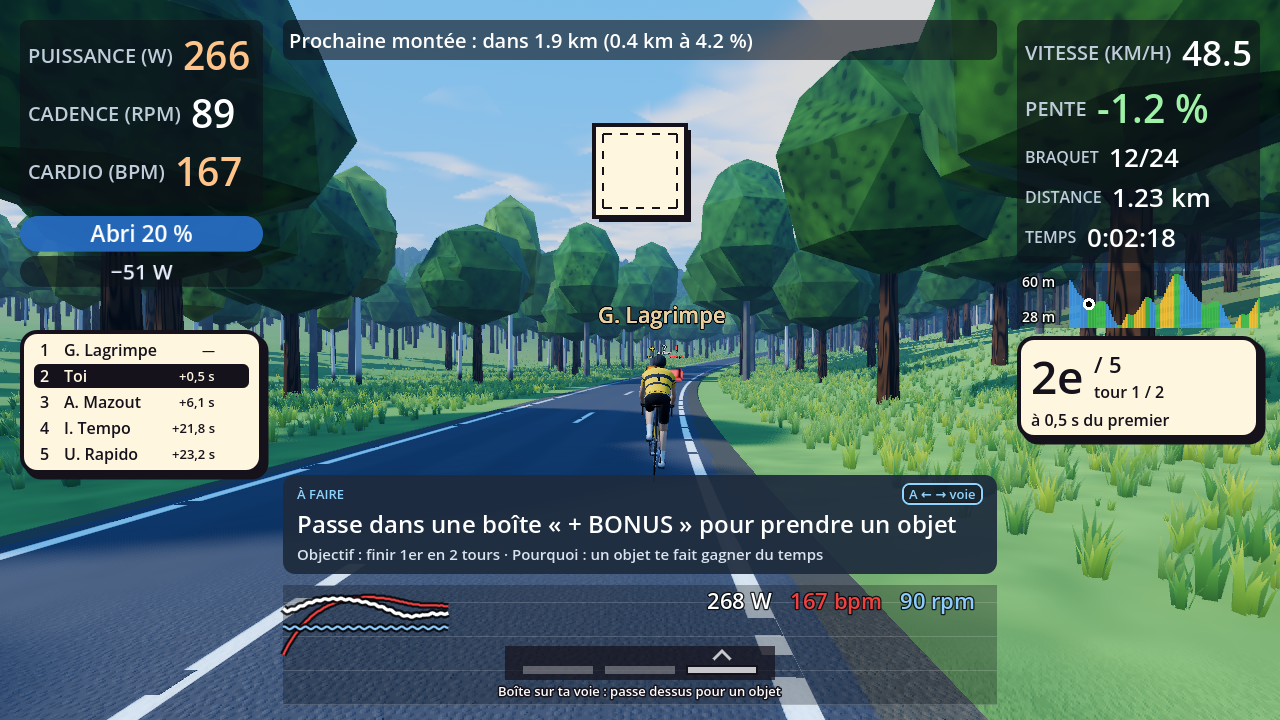 PUISSANCE (W) 266
CADENCE (RPM) 89
CARDIO (BPM) 167
Abri 20 %
−51 W
1 G. Lagrimpe —
2 Toi +0,5 s
3 A. Mazout +6,1 s
4 I. Tempo +21,8 s
5 U. Rapido +23,2 s
Prochaine montée : dans 1.9 km (0.4 km à 4.2 %)
G. Lagrimpe
VITESSE (KM/H) 48.5
PENTE -1.2 %
BRAQUET 12/24
DISTANCE 1.23 km
TEMPS 0:02:18
60 m
28 m
2e / 5
tour 1 / 2
à 0,5 s du premier
À FAIRE
A ← → voie
Passe dans une boîte « + BONUS » pour prendre un objet
Objectif : finir 1er en 2 tours · Pourquoi : un objet te fait gagner du temps
268 W 167 bpm 90 rpm
Boîte sur ta voie : passe dessus pour un objet